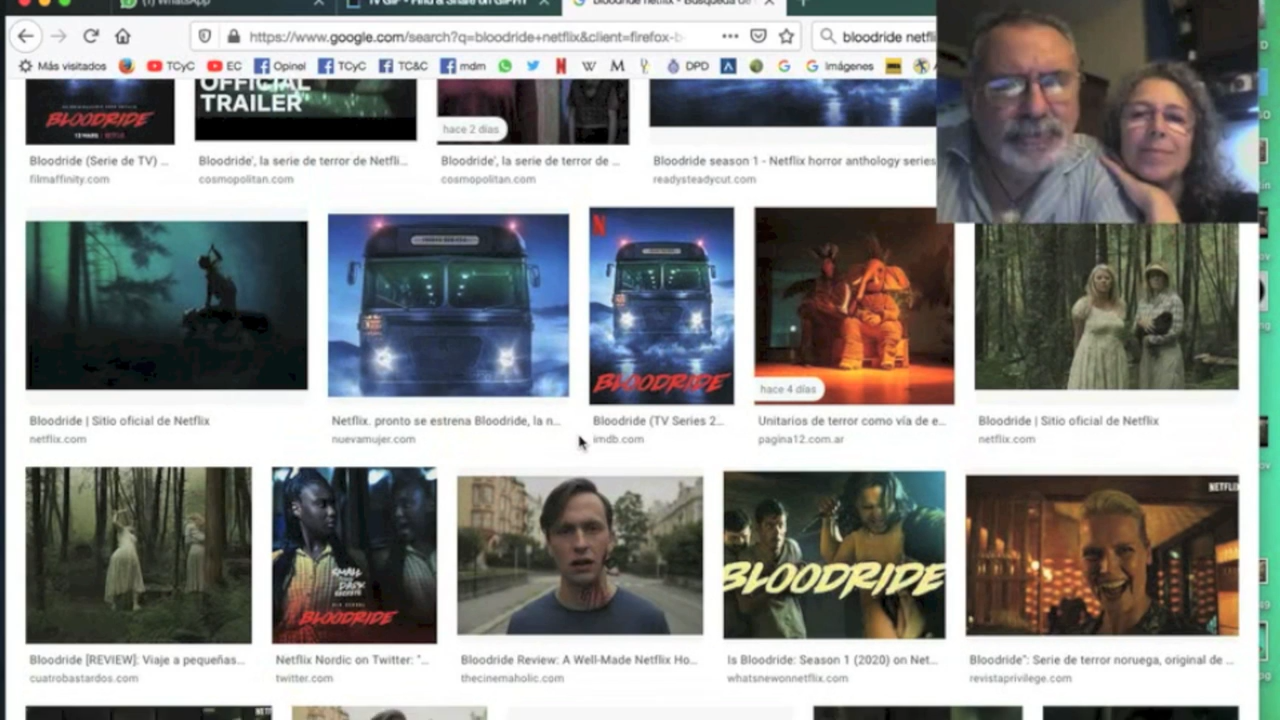 WhatsApp
TV GIF - Find & Share on GIPHY
bloodride netflix - Búsqueda de
https://www.google.com/search?q=bloodride+netflix&client=firefox-b-
bloodride netfli
Más visitados
TCyC
EC
Opinel
TCyC
TC&C
mdm
N
W
M
DPD
G
G
Imágenes
OFFICIAL
TRAILER
BLOODRIDE
13 MARS
hace 2 días
Bloodride (Serie de TV) ...
filmaffinity.com
Bloodride', la serie de terror de Netfli...
cosmopolitan.com
Bloodride', la serie de terror de ...
cosmopolitan.com
Bloodride season 1 - Netflix horror anthology series
readysteadycut.com
N
BLOODRIDE
hace 4 días
Bloodride | Sitio oficial de Netflix
netflix.com
Netflix. pronto se estrena Bloodride, la n...
nuevamujer.com
Bloodride (TV Series 2...
imdb.com
Unitarios de terror como vía de e...
pagina12.com.ar
Bloodride | Sitio oficial de Netflix
netflix.com
SMALL
DARK
SECRETS
BLOODRIDE
BLOODRIDE
NETFLIX
Bloodride [REVIEW]: Viaje a pequeñas...
cuatrobastardos.com
Netflix Nordic on Twitter: "...
twitter.com
Bloodride Review: A Well-Made Netflix Ho...
thecinemaholic.com
Is Bloodride: Season 1 (2020) on Net...
whatsnewonnetflix.com
Bloodride": Serie de terror noruega, original de ...
revistaprivilege.com